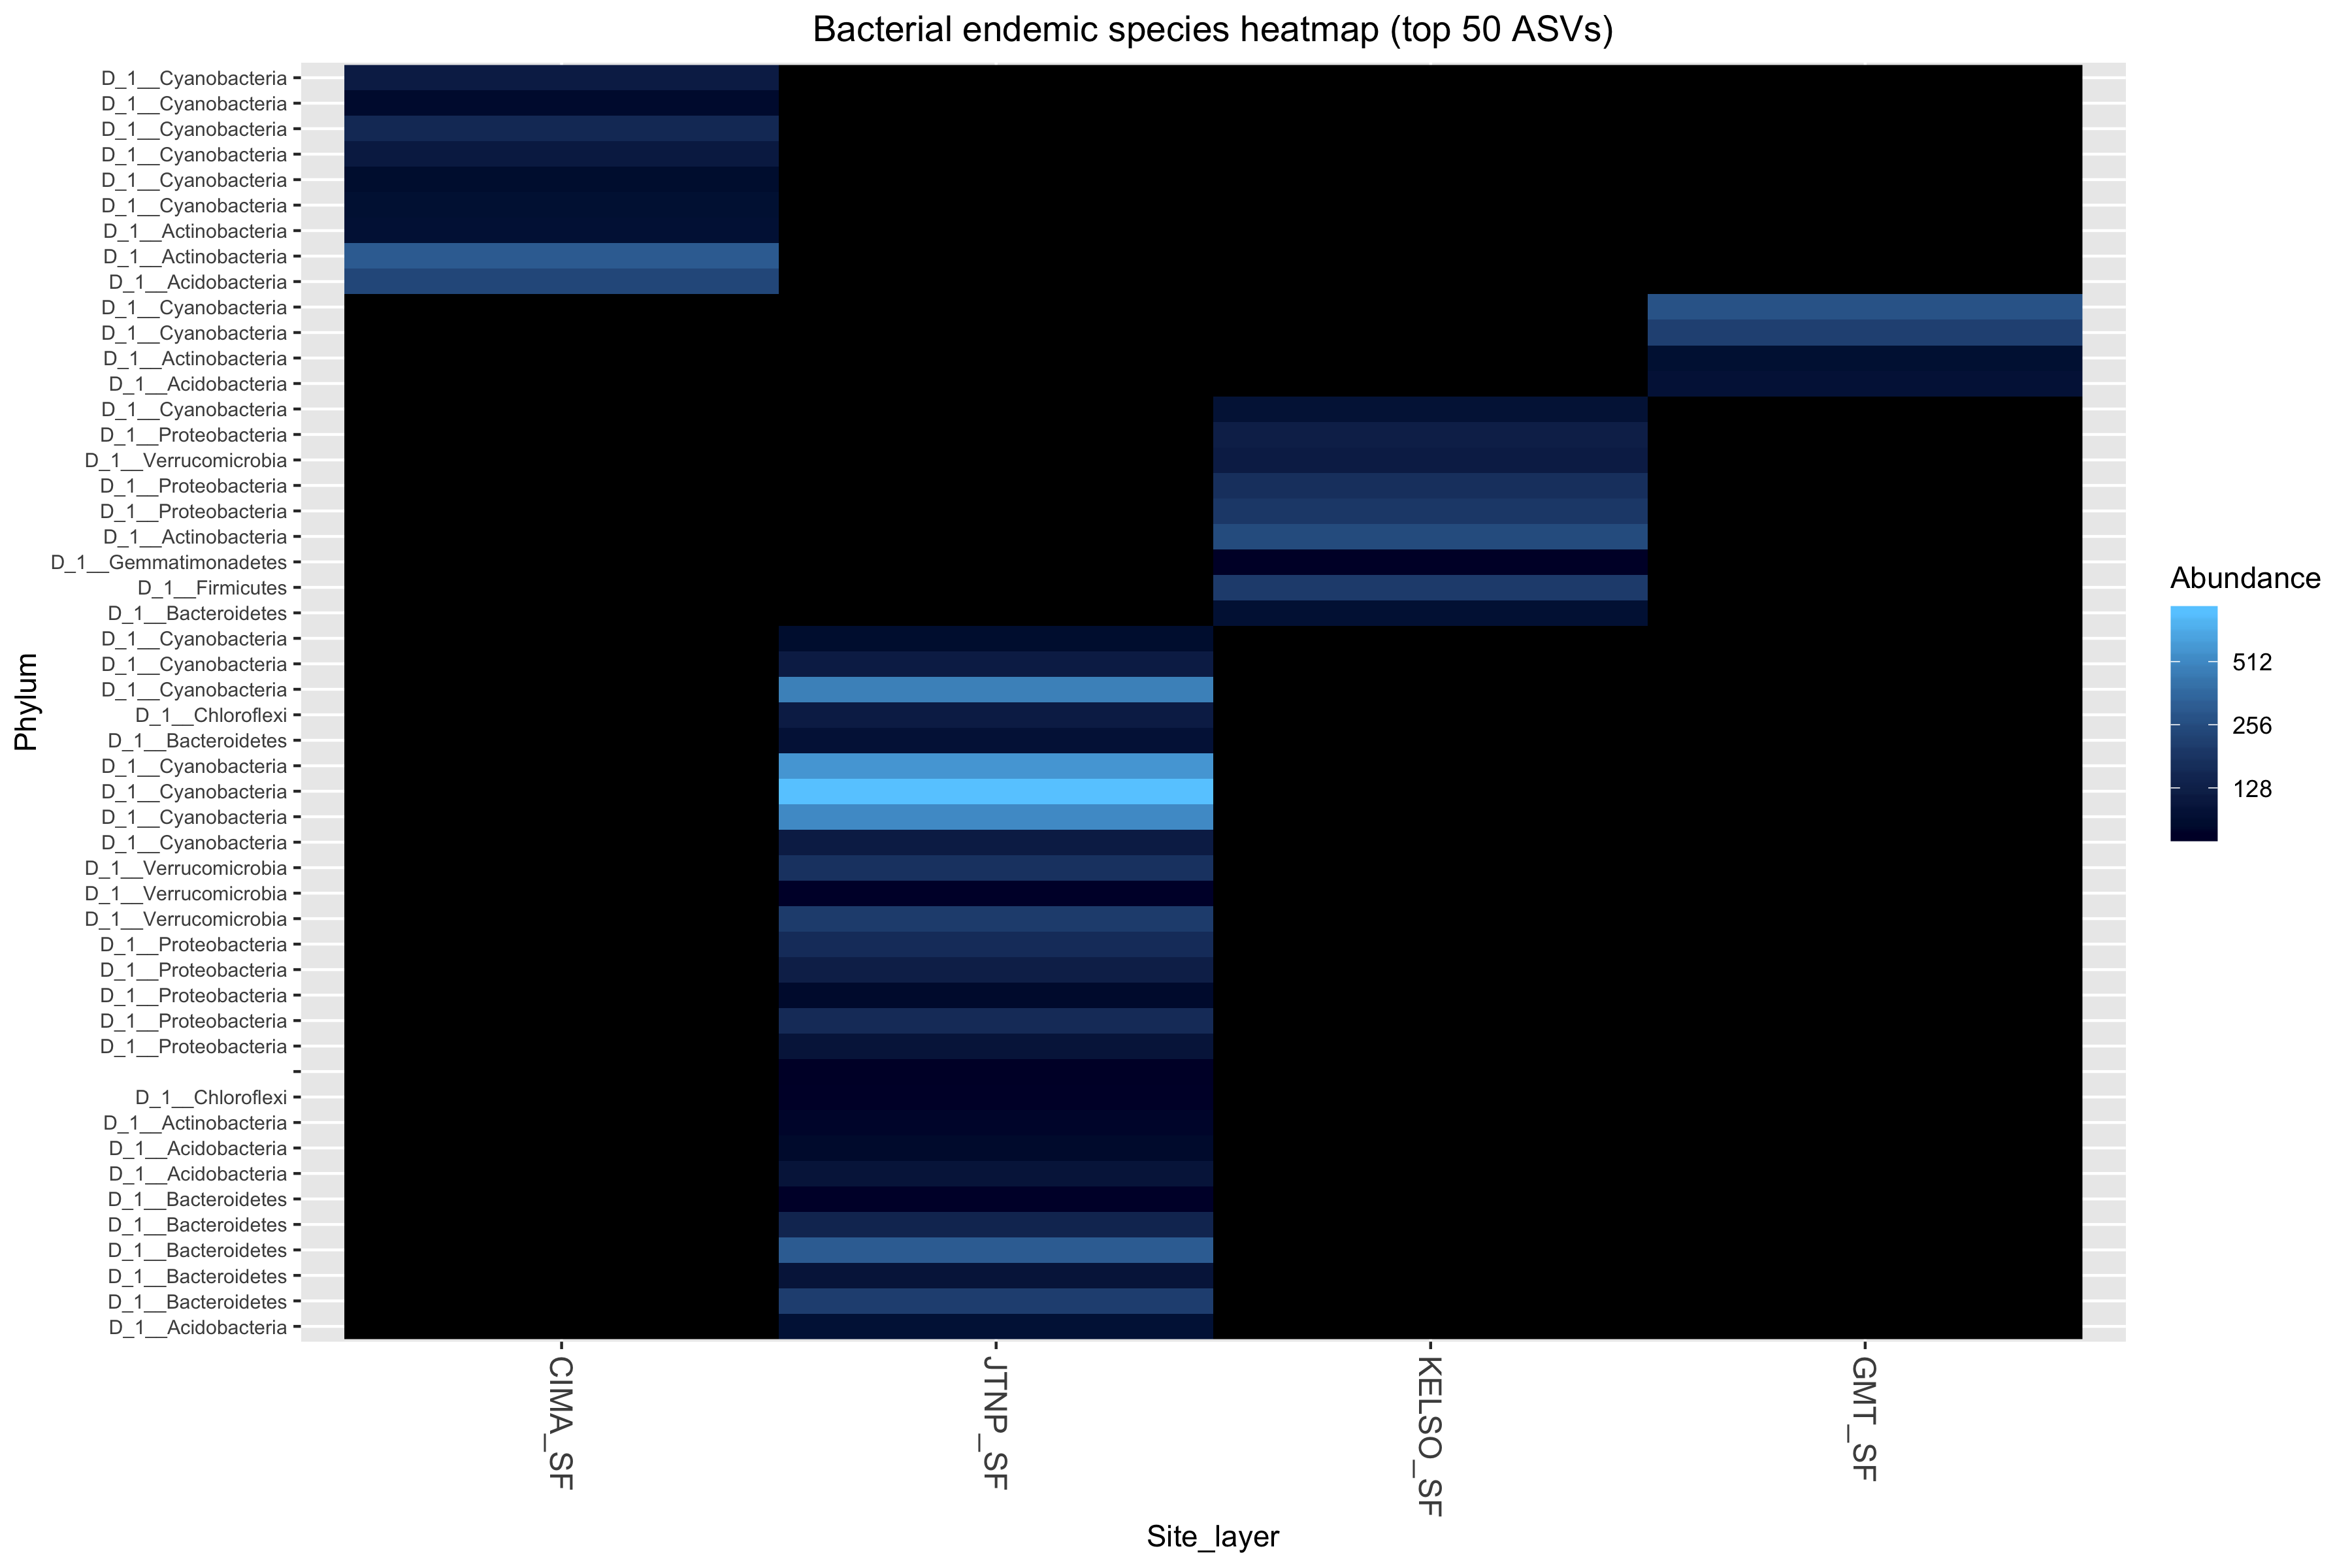 Bacterial endemic species heatmap (top 50 ASVs)
D_1__Cyanobacteria
D_1__Cyanobacteria
D_1__Cyanobacteria
D_1__Cyanobacteria
D_1__Cyanobacteria
D_1__Cyanobacteria
D_1__Actinobacteria
D_1__Actinobacteria
D_1__Acidobacteria
D_1__Cyanobacteria
D_1__Cyanobacteria
D_1__Actinobacteria
D_1__Acidobacteria
D_1__Cyanobacteria
D_1__Proteobacteria
D_1__Verrucomicrobia
D_1__Proteobacteria
D_1__Proteobacteria
D_1__Actinobacteria
D_1__Gemmatimonadetes
D_1__Firmicutes
D_1__Bacteroidetes
D_1__Cyanobacteria
D_1__Cyanobacteria
D_1__Cyanobacteria
D_1__Chloroflexi
D_1__Bacteroidetes
D_1__Cyanobacteria
D_1__Cyanobacteria
D_1__Cyanobacteria
D_1__Cyanobacteria
D_1__Verrucomicrobia
D_1__Verrucomicrobia
D_1__Verrucomicrobia
D_1__Proteobacteria
D_1__Proteobacteria
D_1__Proteobacteria
D_1__Proteobacteria
D_1__Proteobacteria
D_1__Chloroflexi
D_1__Actinobacteria
D_1__Acidobacteria
D_1__Acidobacteria
D_1__Bacteroidetes
D_1__Bacteroidetes
D_1__Bacteroidetes
D_1__Bacteroidetes
D_1__Bacteroidetes
D_1__Acidobacteria
Phylum
CIMA_SF
JTNP_SF
KELSO_SF
GMT_SF
Site_layer
Abundance
512
256
128